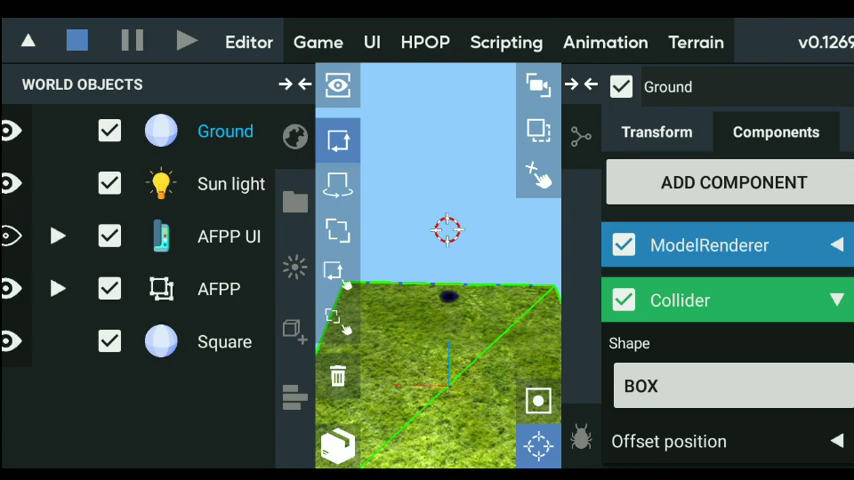 Editor Game UI HPOP Scripting Animation Terrain v0.1269
WORLD OBJECTS
Ground
Ground
Sun light
AFPP UI
AFPP
Square
Transform Components
ADD COMPONENT
ModelRenderer
Collider
Shape
BOX
Offset position